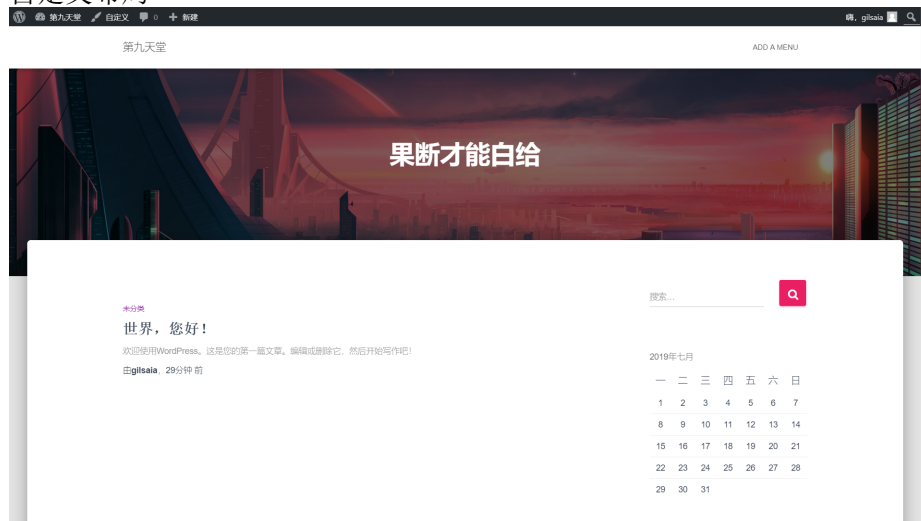 第九天堂 自定义 0 新建 嗨，gilsaia
第九天堂 ADD A MENU
果断才能白给
搜索…
未分类
世界，您好！
欢迎使用WordPress。这是您的第一篇文章。编辑或删除它，然后开始写作吧！
由gilsaia，29分钟 前
2019年七月
一 二 三 四 五 六 日
1 2 3 4 5 6 7
8 9 10 11 12 13 14
15 16 17 18 19 20 21
22 23 24 25 26 27 28
29 30 31